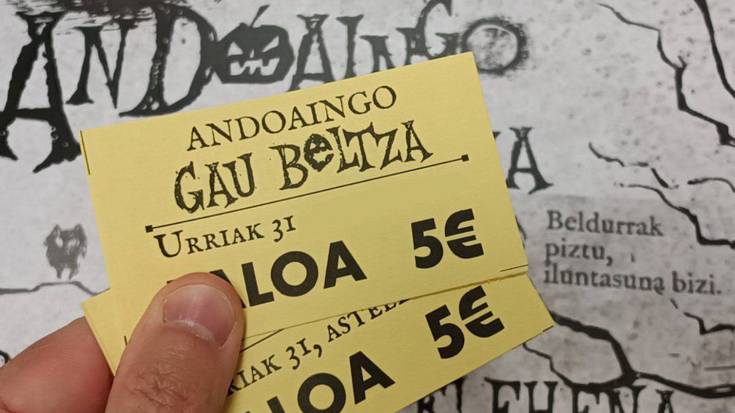 ANDOAINGO
ANDOAINGO
GAU BELTZA
URRIAK 31
5€
5€
Beldurrak
piztu,
iluntasuna bizi.